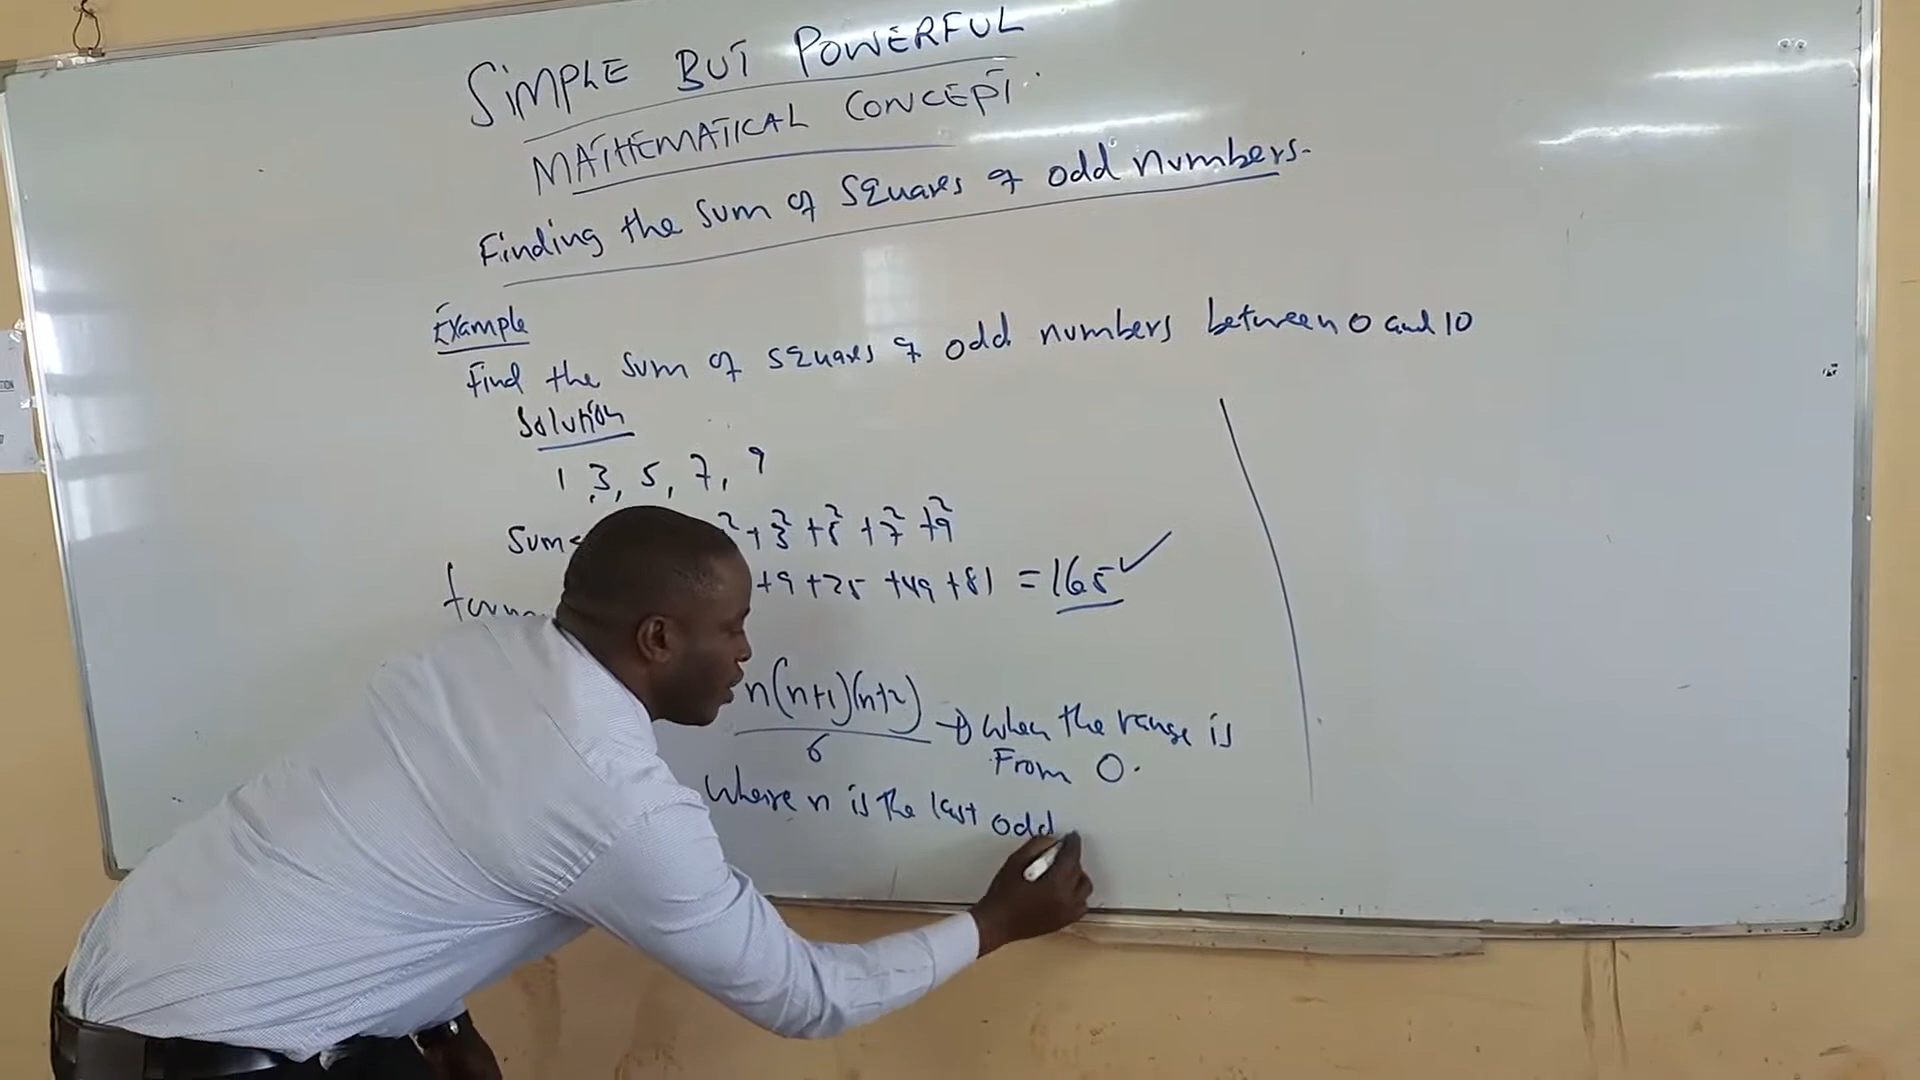 SIMPLE BUT POWERFUL
MATHEMATICAL CONCEPT.
Finding the sum of squares of odd numbers.
Example
Find the sum of squares of odd numbers between 0 and 10
Solution
1, 3, 5, 7, 9
Sum ² + 3² + 5² + 7² + 9²
+ 9 + 25 + 49 + 81 = 165 ✓
n(n+1)(n+2) / 6 → When the range is
From 0.
Where n is the last odd